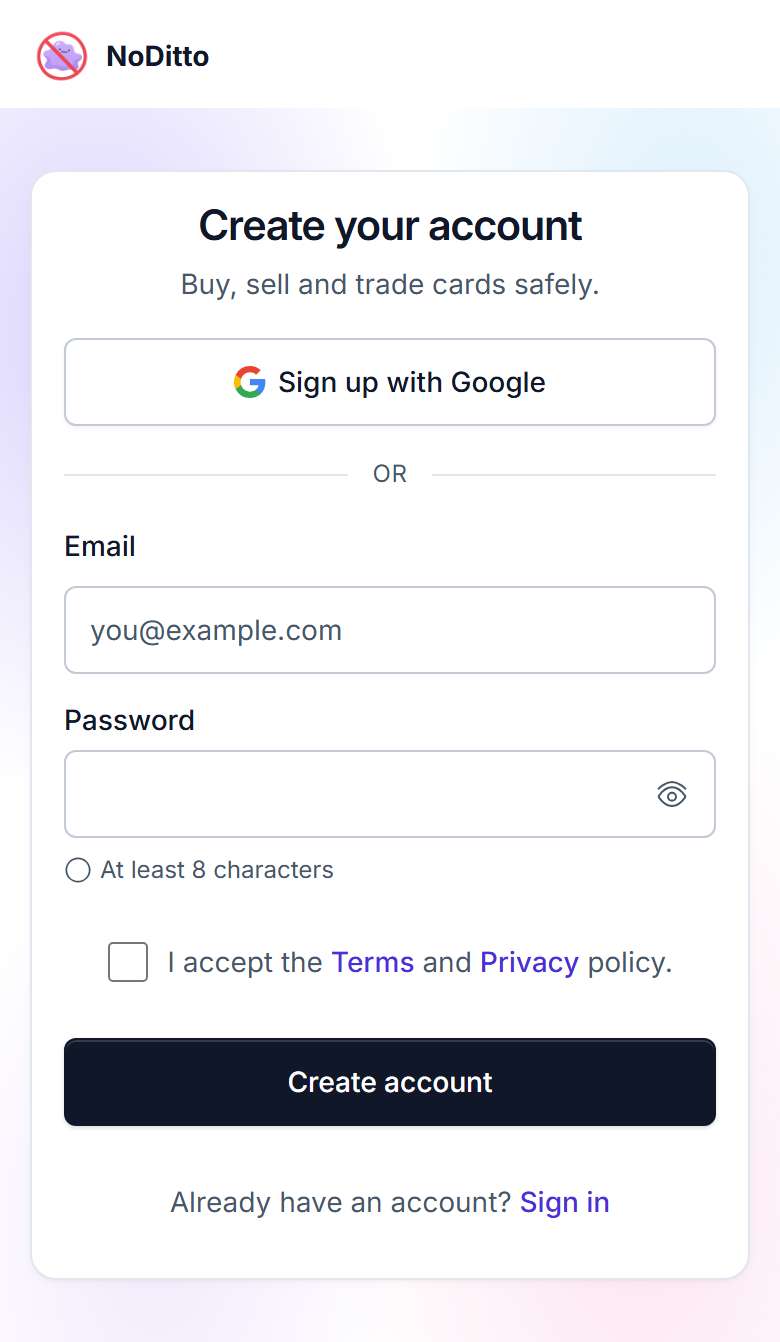 NoDitto
Create your account
Buy, sell and trade cards safely.
Sign up with Google
OR
Email
you@example.com
Password
At least 8 characters
I accept the Terms and Privacy policy.
Create account
Already have an account? Sign in